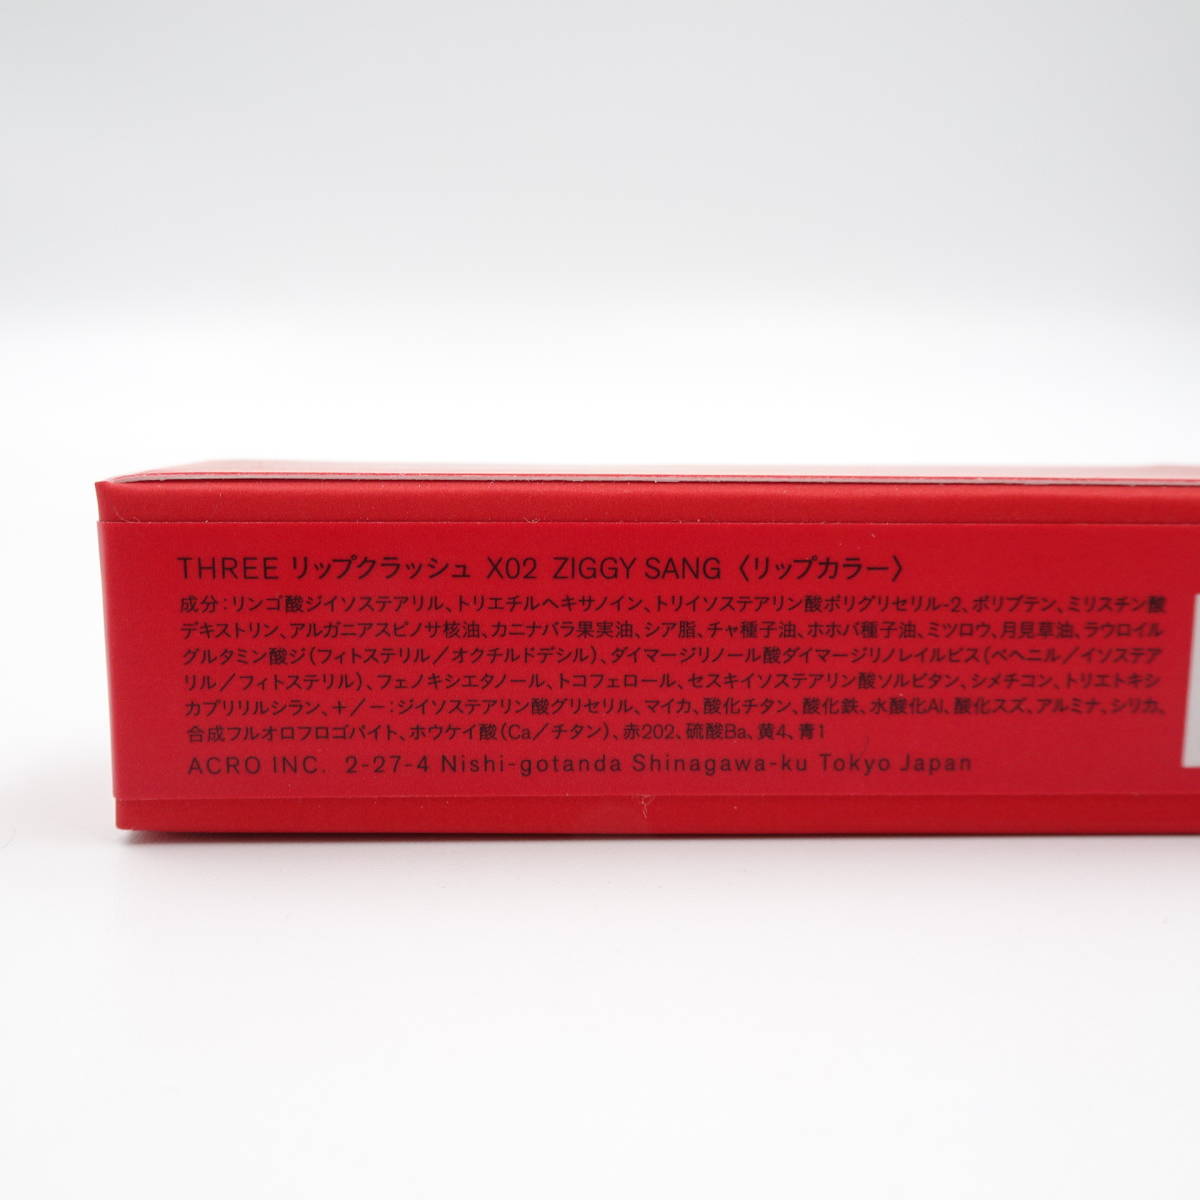 THREE リップクラッシュ X02 ZIGGY SANG 〈リップカラー〉
成分：リンゴ酸ジイソステアリル、トリエチルヘキサノイン、トリイソステアリン酸ポリグリセリル-2、ポリブテン、ミリスチン酸
デキストリン、アルガニアスピノサ核油、カニナバラ果実油、シア脂、チャ種子油、ホホバ種子油、ミツロウ、月見草油、ラウロイル
グルタミン酸ジ(フィトステリル／オクチルドデシル)、ダイマージリノール酸ダイマージリノレイルビス(ベヘニル／イソステア
リル／フィトステリル)、フェノキシエタノール、トコフェロール、セスキイソステアリン酸ソルビタン、シメチコン、トリエトキシ
カプリリルシラン、＋／−：ジイソステアリン酸グリセリル、マイカ、酸化チタン、酸化鉄、水酸化Al、酸化スズ、アルミナ、シリカ、
合成フルオロフロゴパイト、ホウケイ酸(Ca／チタン)、赤202、硫酸Ba、黄4、青1
ACRO INC. 2-27-4 Nishi-gotanda Shinagawa-ku Tokyo Japan